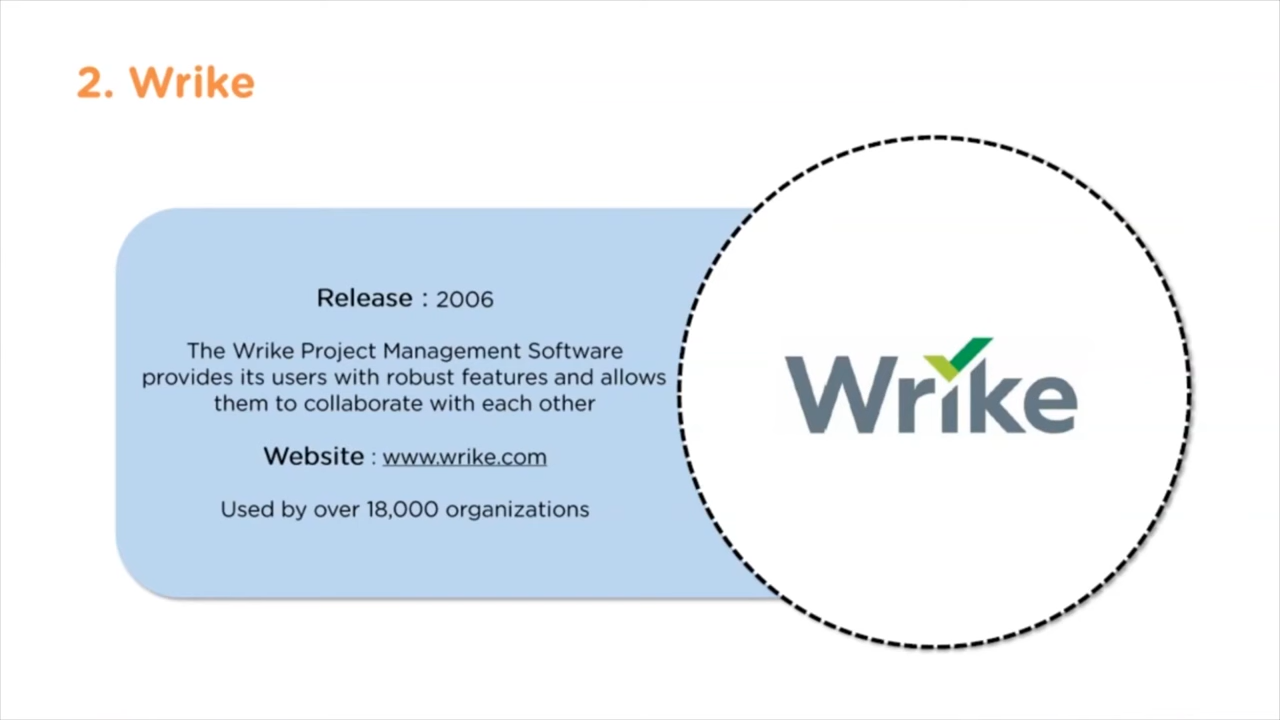 2. Wrike
Release : 2006
The Wrike Project Management Software
provides its users with robust features and allows
them to collaborate with each other
Website : www.wrike.com
Used by over 18,000 organizations
Wrike